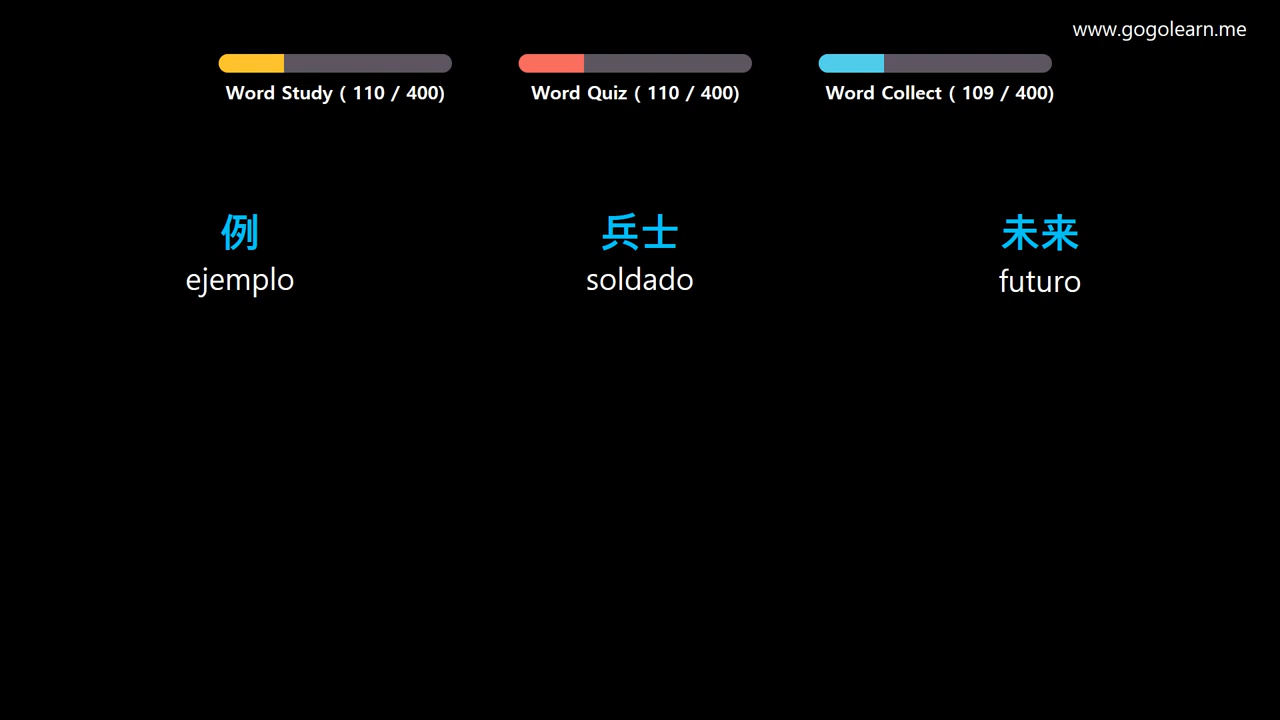 www.gogolearn.me
Word Study ( 110 / 400)
Word Quiz ( 110 / 400)
Word Collect ( 109 / 400)
例
ejemplo
兵士
soldado
未来
futuro